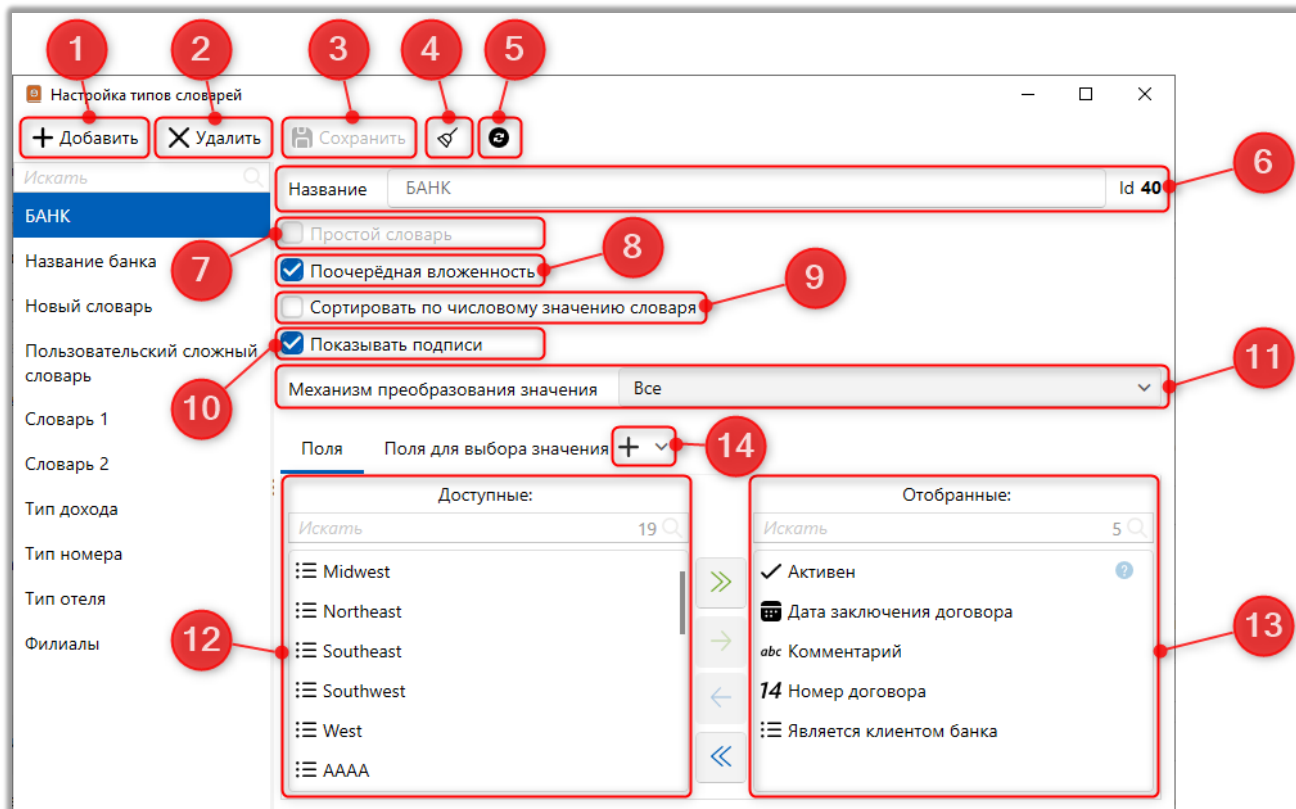 1 2 3 4 5
Настройка типов словарей
Добавить Удалить Сохранить
Искать
Название БАНК Id 40
6
БАНК
Простой словарь
7
Поочерёдная вложенность
8
Название банка
Сортировать по числовому значению словаря
9
Новый словарь
Показывать подписи
10
Пользовательский сложный
словарь
Механизм преобразования значения Все
11
Словарь 1
Словарь 2
Тип дохода
Тип номера
Тип отеля
Филиалы
Поля Поля для выбора значения
14
Доступные:
Искать 19
Midwest
Northeast
Southeast
Southwest
West
AAAA
12
Отобранные:
Искать 5
Активен ?
Дата заключения договора
abc Комментарий
14 Номер договора
Является клиентом банка
13